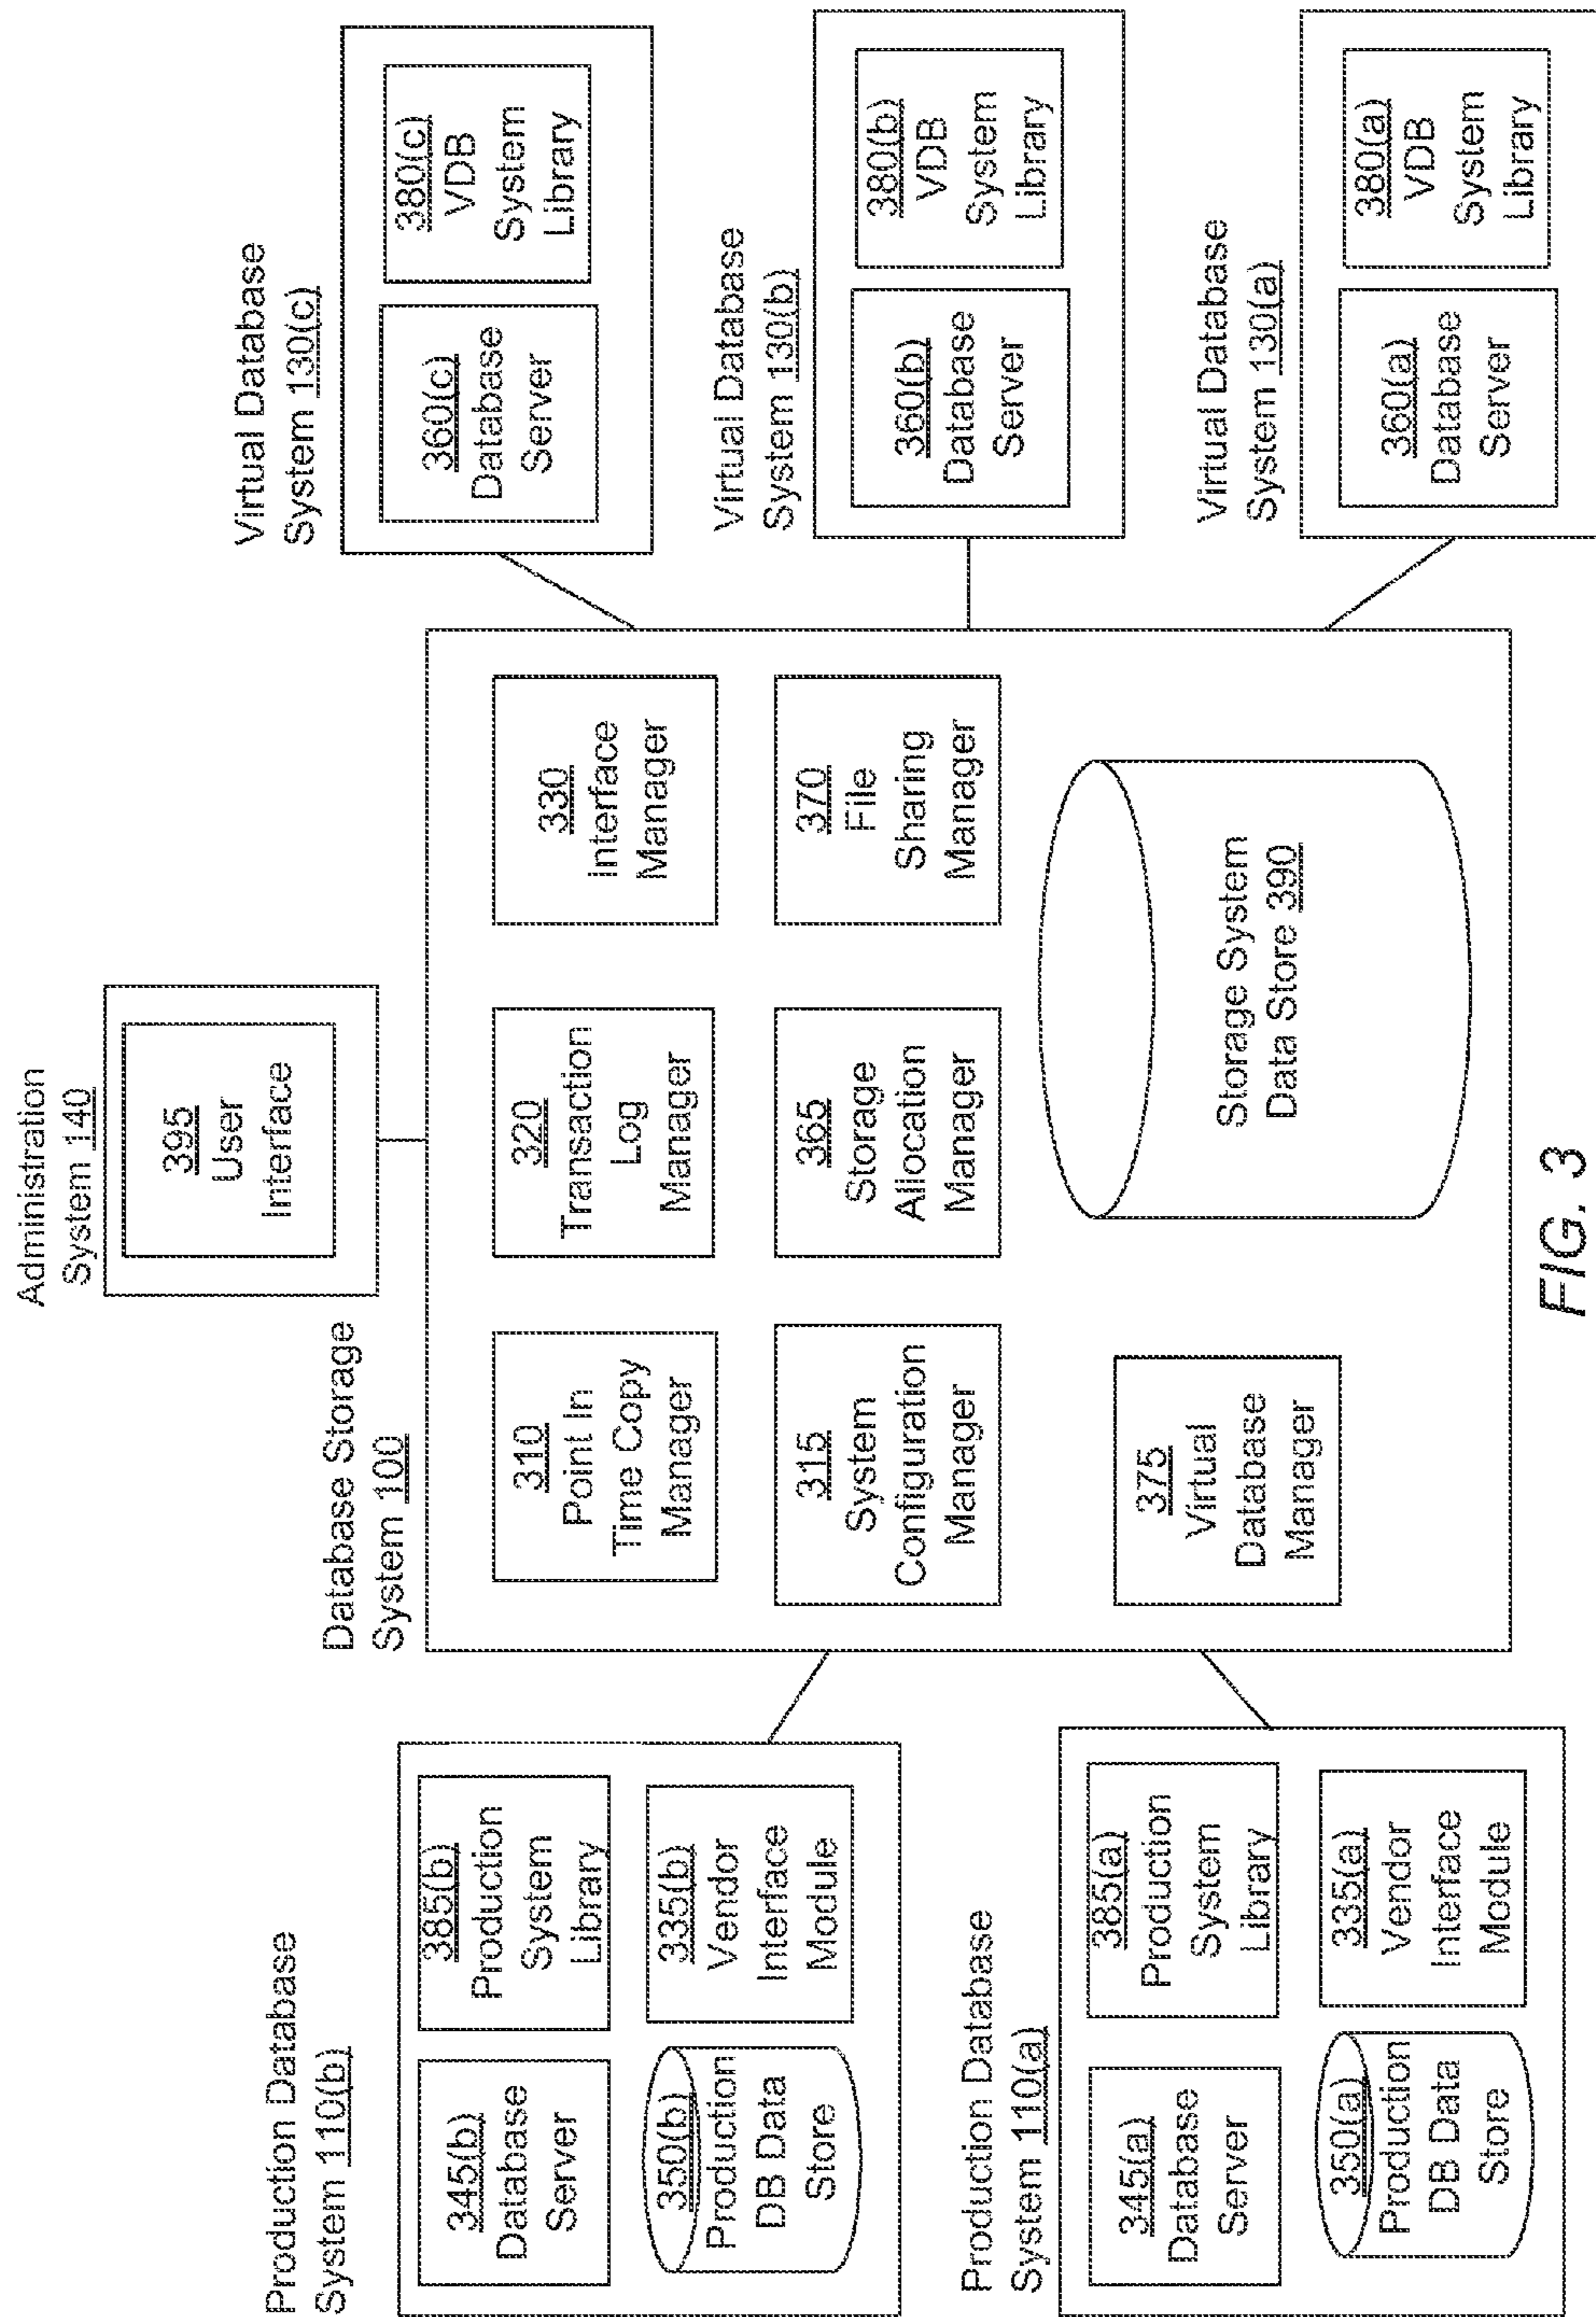 Administration
System 140
395
User
Interface
Production Database
System 110(b)
345(b)
Database
Server
385(b)
Production
System
Library
350(b)
Production
DB Data
Store
335(b)
Vendor
Interface
Module
Production Database
System 110(a)
345(a)
Database
Server
385(a)
Production
System
Library
350(a)
Production
DB Data
Store
335(a)
Vendor
Interface
Module
Database Storage
System 100
310
Point In
Time Copy
Manager
320
Transaction
Log
Manager
330
Interface
Manager
315
System
Configuration
Manager
365
Storage
Allocation
Manager
370
File
Sharing
Manager
375
Virtual
Database
Manager
Storage System
Data Store 390
Virtual Database
System 130(c)
360(c)
Database
Server
380(c)
VDB
System
Library
Virtual Database
System 130(b)
360(b)
Database
Server
380(b)
VDB
System
Library
Virtual Database
System 130(a)
360(a)
Database
Server
380(a)
VDB
System
Library
FIG. 3